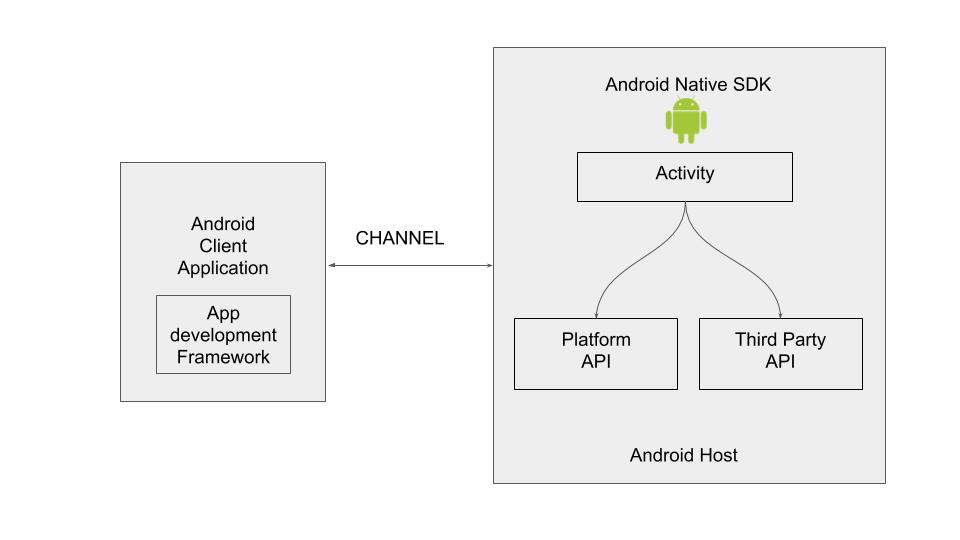 Android Native SDK
Activity
Android
Client
Application
CHANNEL
App
development
Framework
Platform
API
Third Party
API
Android Host